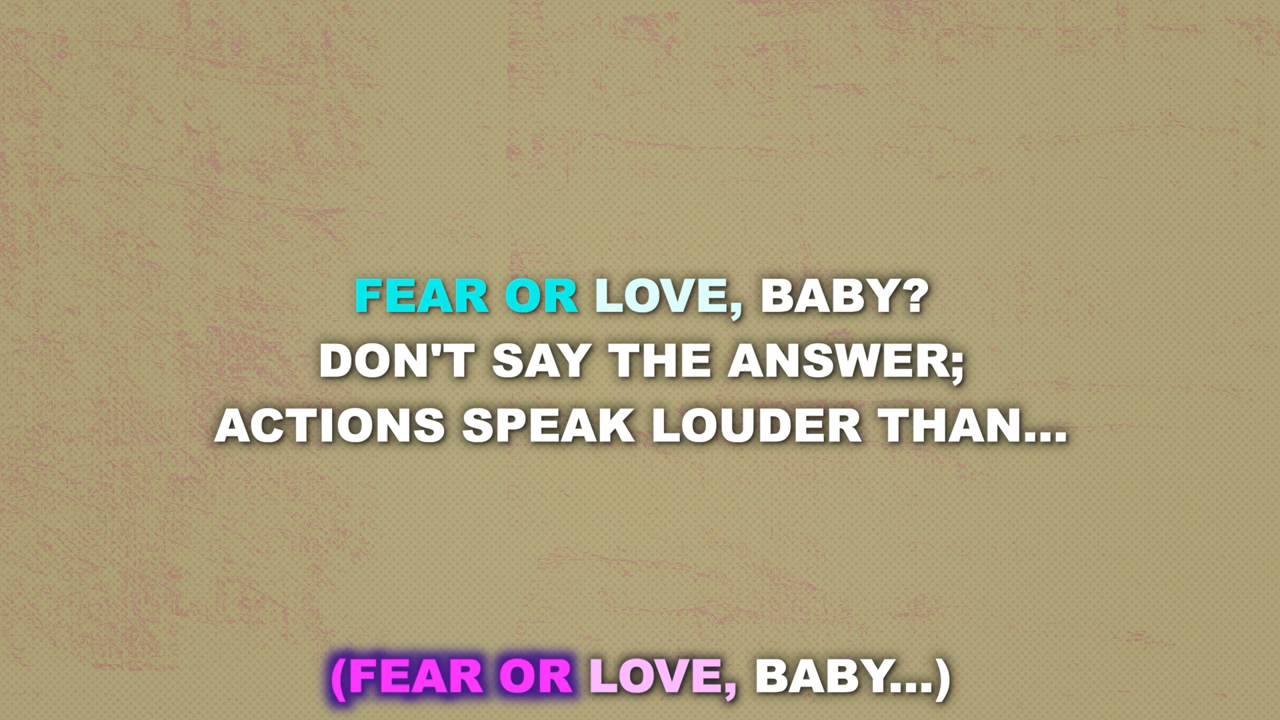 FEAR OR LOVE, BABY?
DON'T SAY THE ANSWER;
ACTIONS SPEAK LOUDER THAN...
(FEAR OR LOVE, BABY...)